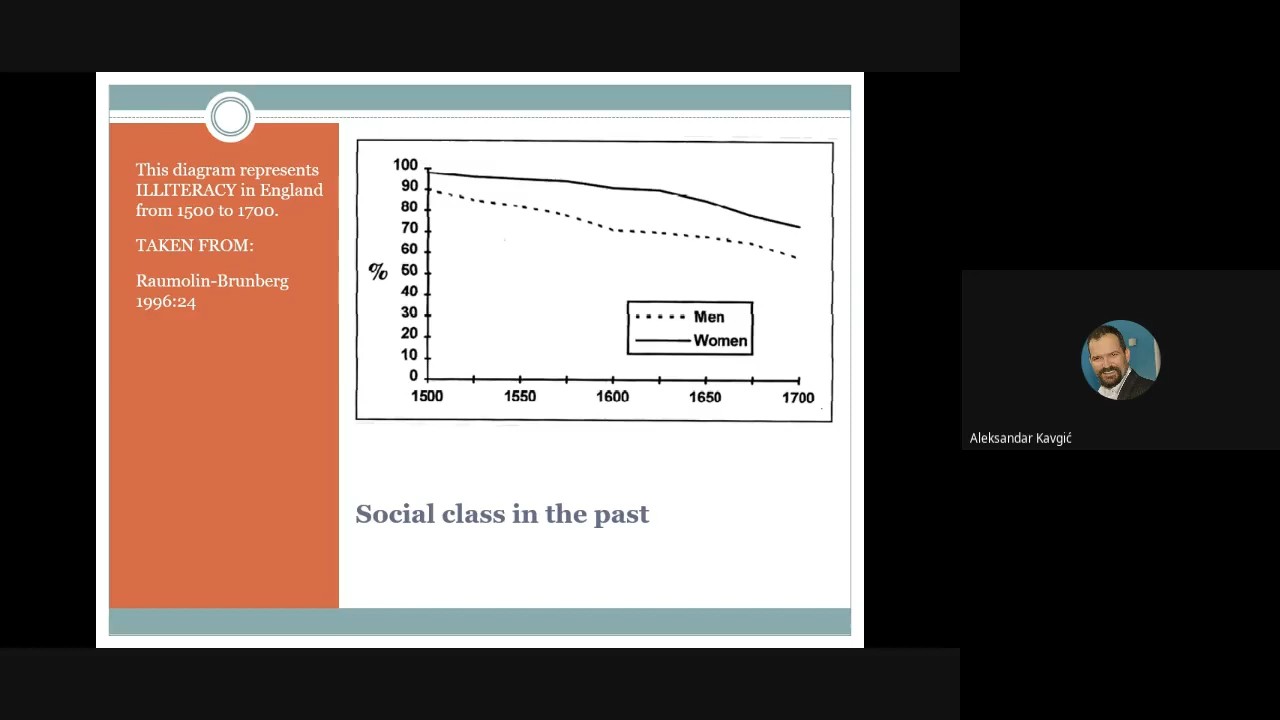 This diagram represents
ILLITERACY in England
from 1500 to 1700.
TAKEN FROM:
Raumolin-Brunberg
1996:24
100
90
80
70
60
%
50
40
30
20
10
0
Men
Women
1500 1550 1600 1650 1700
Social class in the past
Aleksandar Kavgić